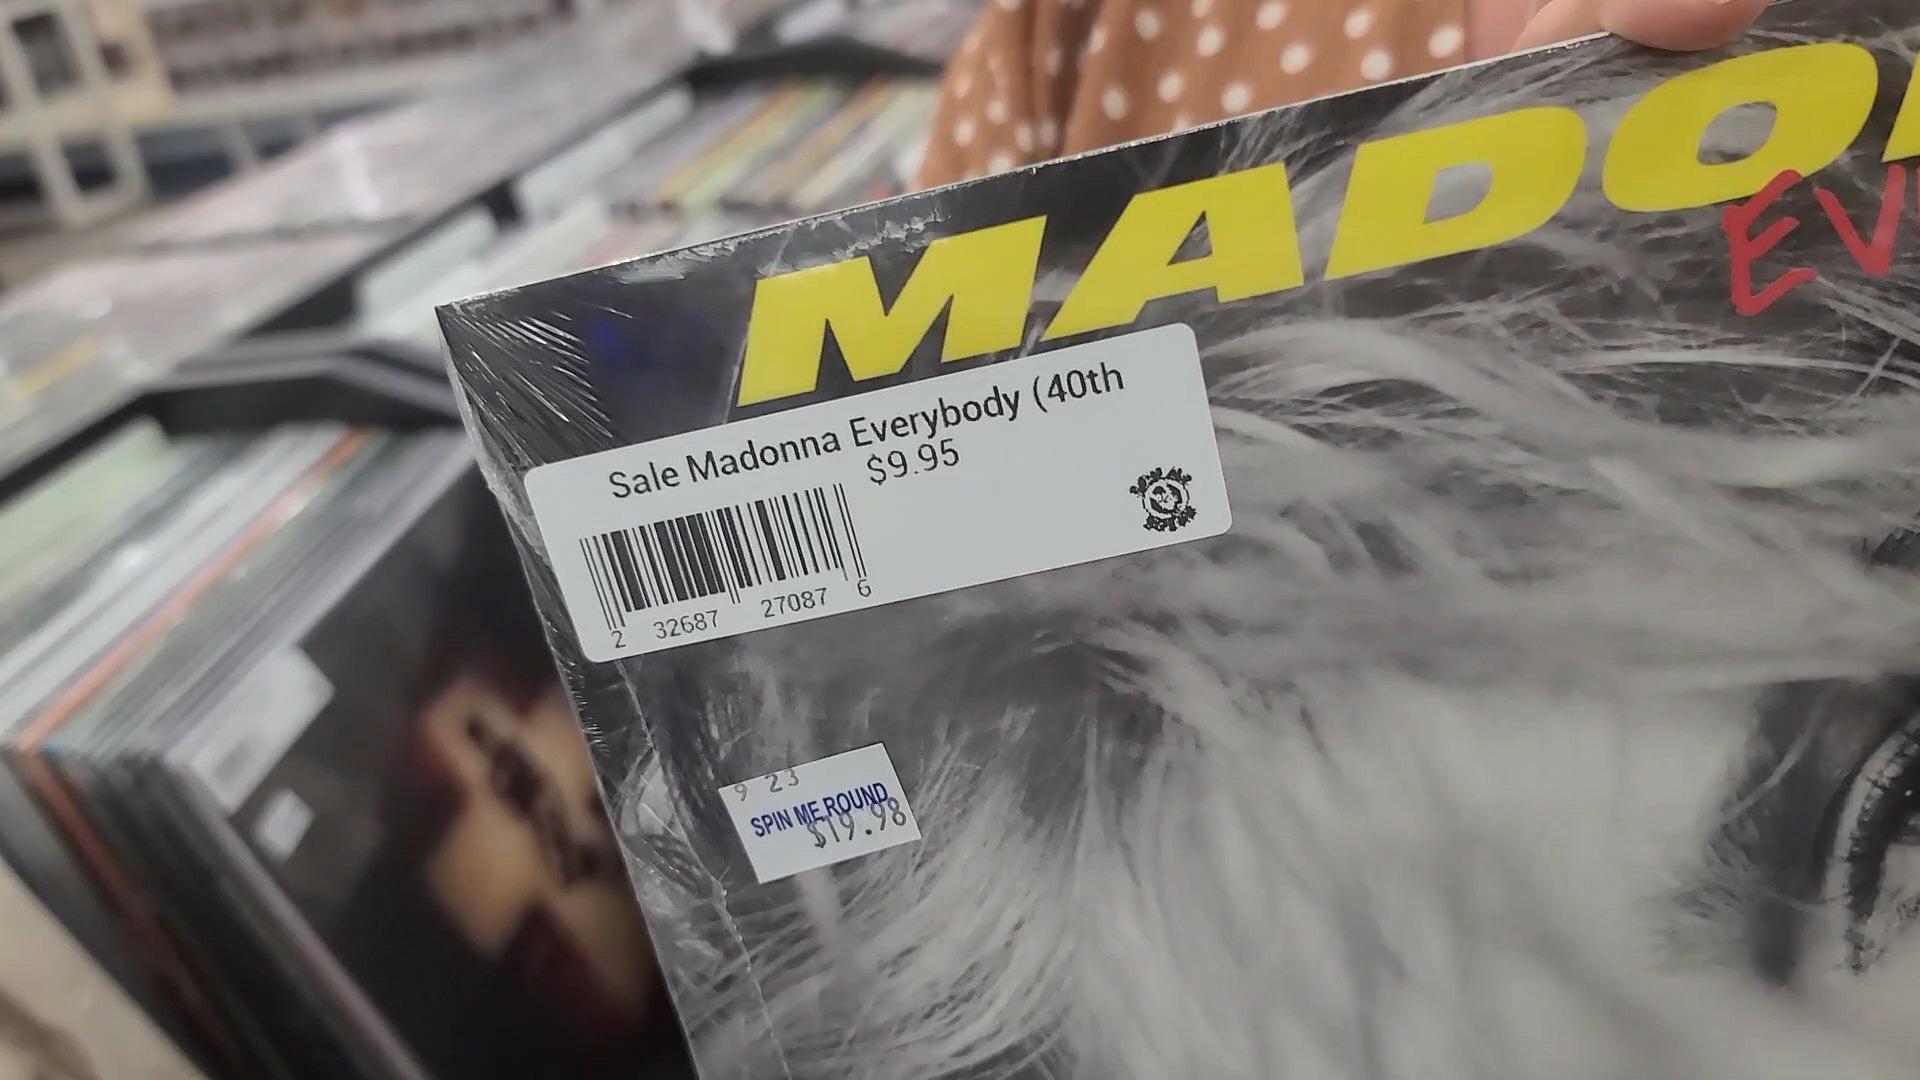 MADO
EV
Sale Madonna Everybody (40th
$9.95
2 32687 27087 6
9 23
SPIN ME ROUND
$19.98